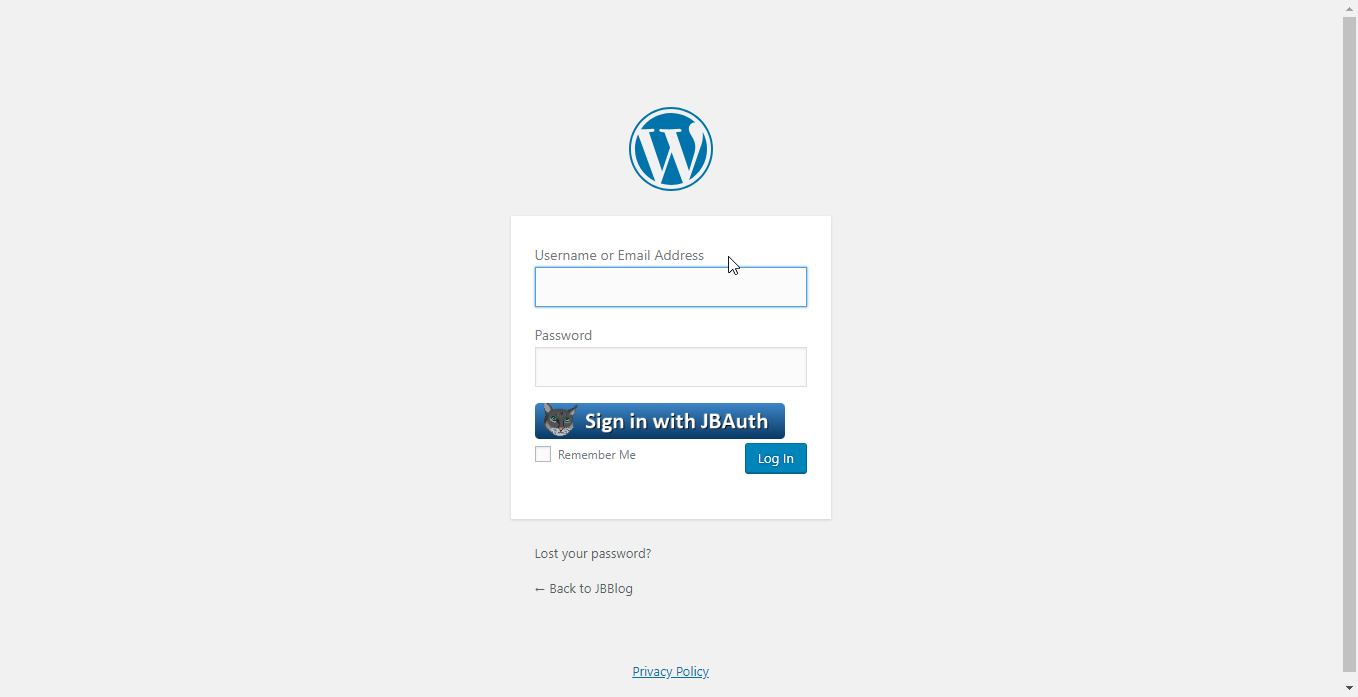 Username or Email Address
Password
Sign in with JBAuth
Remember Me
Log In
Lost your password?
← Back to JBBlog
Privacy Policy